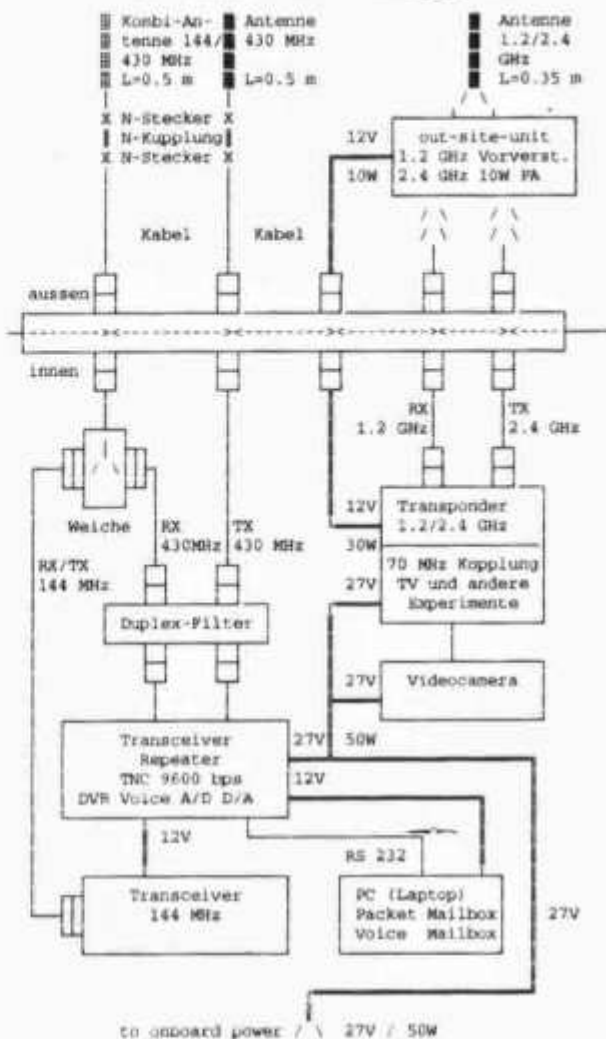 Kombi-An-
tenne 144/
430 MHz
L=0.5 m
Antenne
430 MHz
L=0.5 m
Antenne
1.2/2.4
GHz
L=0.35 m
X N-Stecker X
N-Kupplung
X N-Stecker X
12V
10W
out-site-unit
1.2 GHz Vorverst.
2.4 GHz 10W PA
Kabel
Kabel
aussen
innen
RX
1.2 GHz
TX
2.4 GHz
Weiche
RX
430MHz
TX
430 MHz
RX/TX
144 MHz
12V
30W
27V
Transponder
1.2/2.4 GHz
70 MHz Kopplung
TV und andere
Experimente
Duplex-Filter
27V
Videocamera
Transceiver
Repeater
TNC 9600 bps
DVR Voice A/D D/A
27V
50W
12V
12V
RS 232
Transceiver
144 MHz
PC (Laptop)
Packet Mailbox
Voice Mailbox
27V
to onboard power / \ 27V / 50W